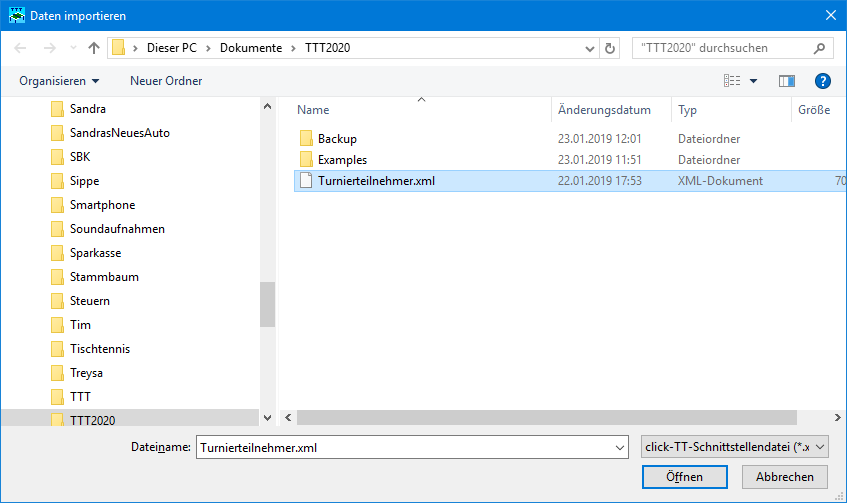 Daten importieren
Dieser PC > Dokumente > TTT2020
"TTT2020" durchsuchen
Organisieren
Neuer Ordner
?
Name Änderungsdatum Typ Größe
Backup 23.01.2019 12:01 Dateiordner
Examples 23.01.2019 11:51 Dateiordner
Turnierteilnehmer.xml 22.01.2019 17:53 XML-Dokument 70
Sandra
SandrasNeuesAuto
SBK
Sippe
Smartphone
Soundaufnahmen
Sparkasse
Stammbaum
Steuern
Tim
Tischtennis
Treysa
TTT
TTT2020
Dateiname: Turnierteilnehmer.xml
click-TT-Schnittstellendatei (*.x
Öffnen
Abbrechen